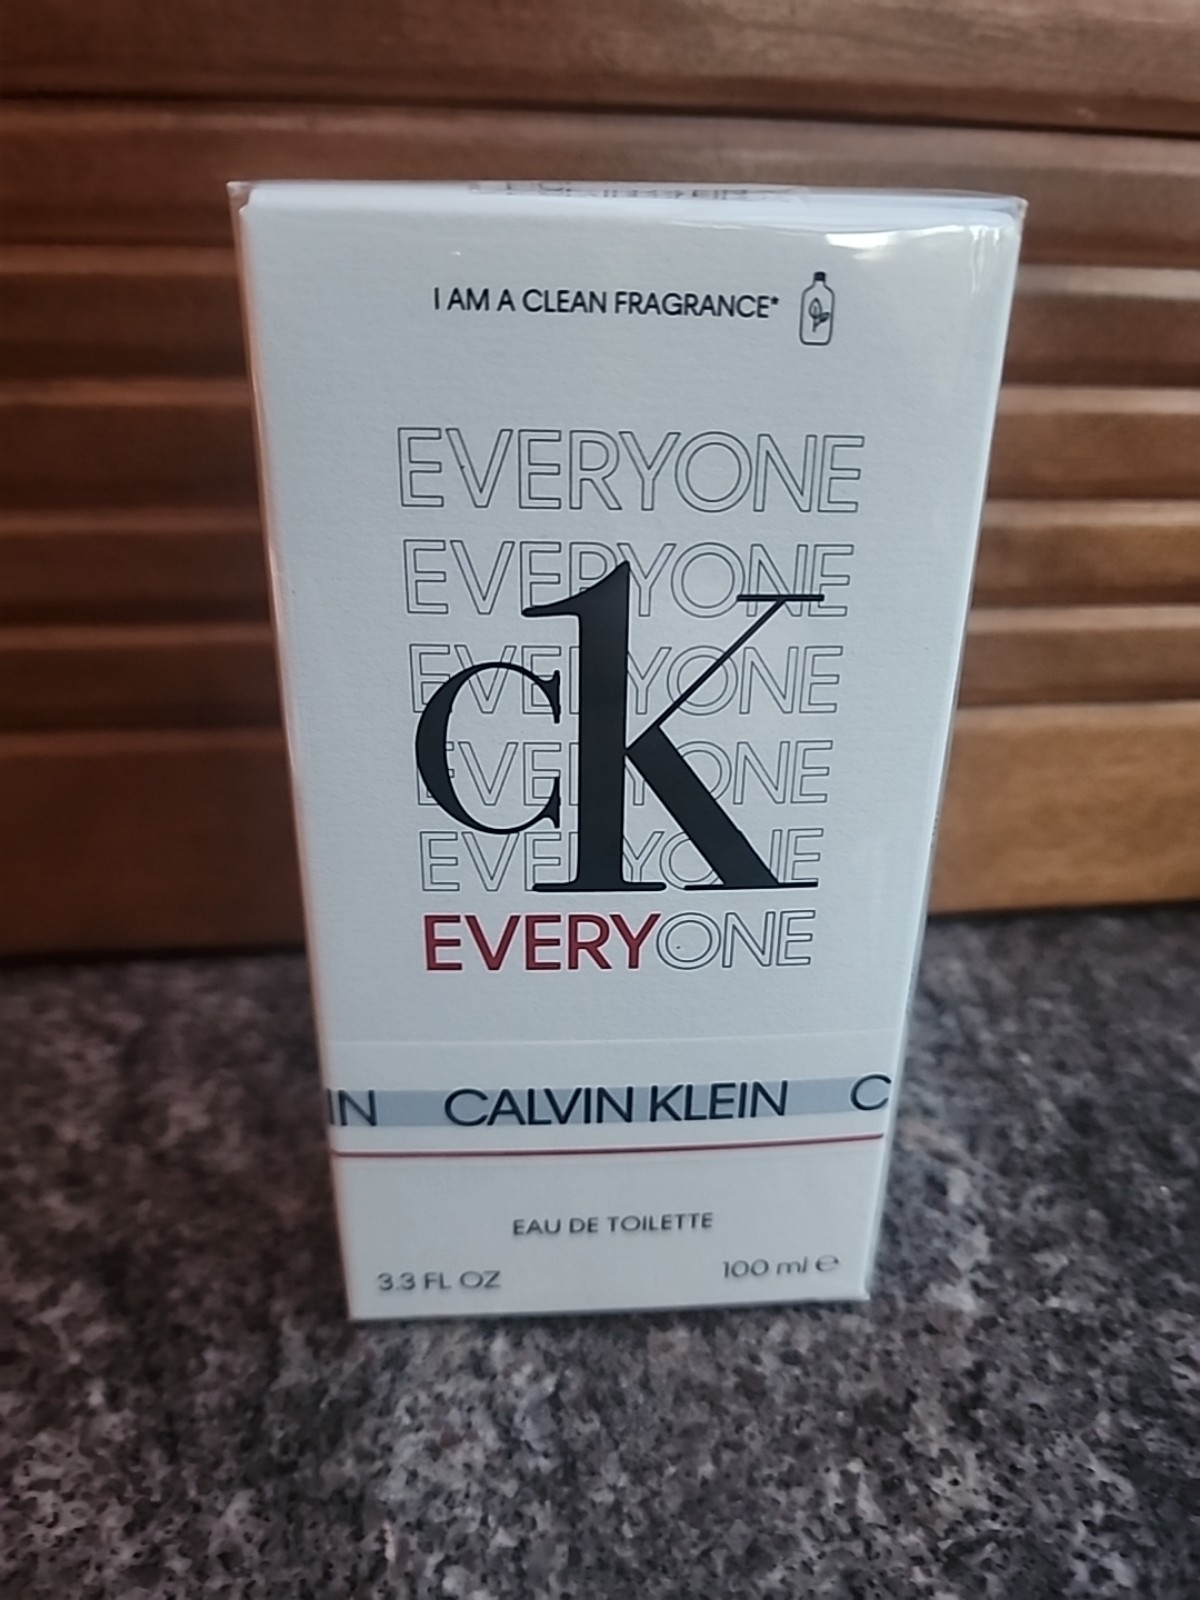 I AM A CLEAN FRAGRANCE*
EVERYONE
EVERYONE
EVERYONE
EVERYONE
EVERYONE
ck
EVERYONE
IN CALVIN KLEIN C
EAU DE TOILETTE
3.3 FL OZ 100 ml ℮